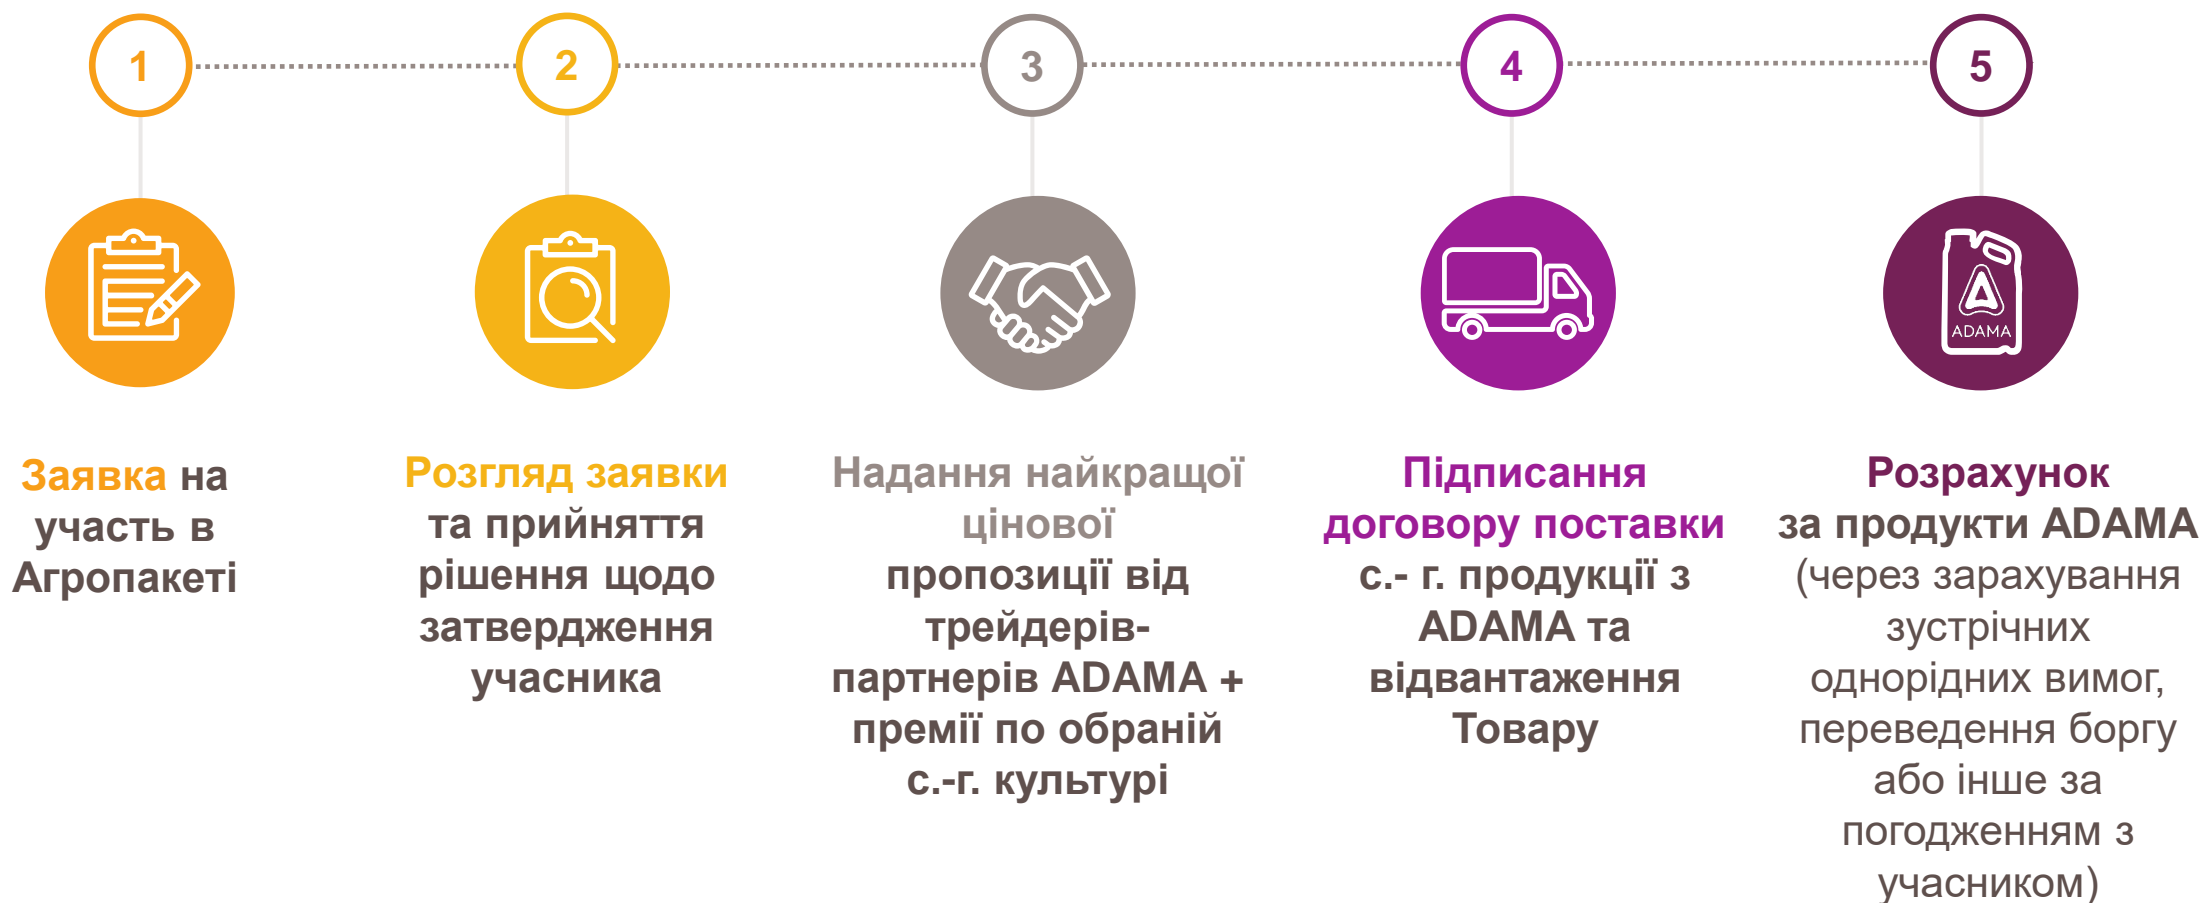 1
2
3
4
5
ADAMA
Заявка на
участь в
Агропакеті
Розгляд заявки
та прийняття
рішення щодо
затвердження
учасника
Надання найкращої
цінової
пропозиції від
трейдерів-
партнерів ADAMA +
премії по обраній
с.-г. культурі
Підписання
договору поставки
с.- г. продукції з
ADAMA та
відвантаження
Товару
Розрахунок
за продукти ADAMA
(через зарахування
зустрічних
однорідних вимог,
переведення боргу
або інше за
погодженням з
учасником)